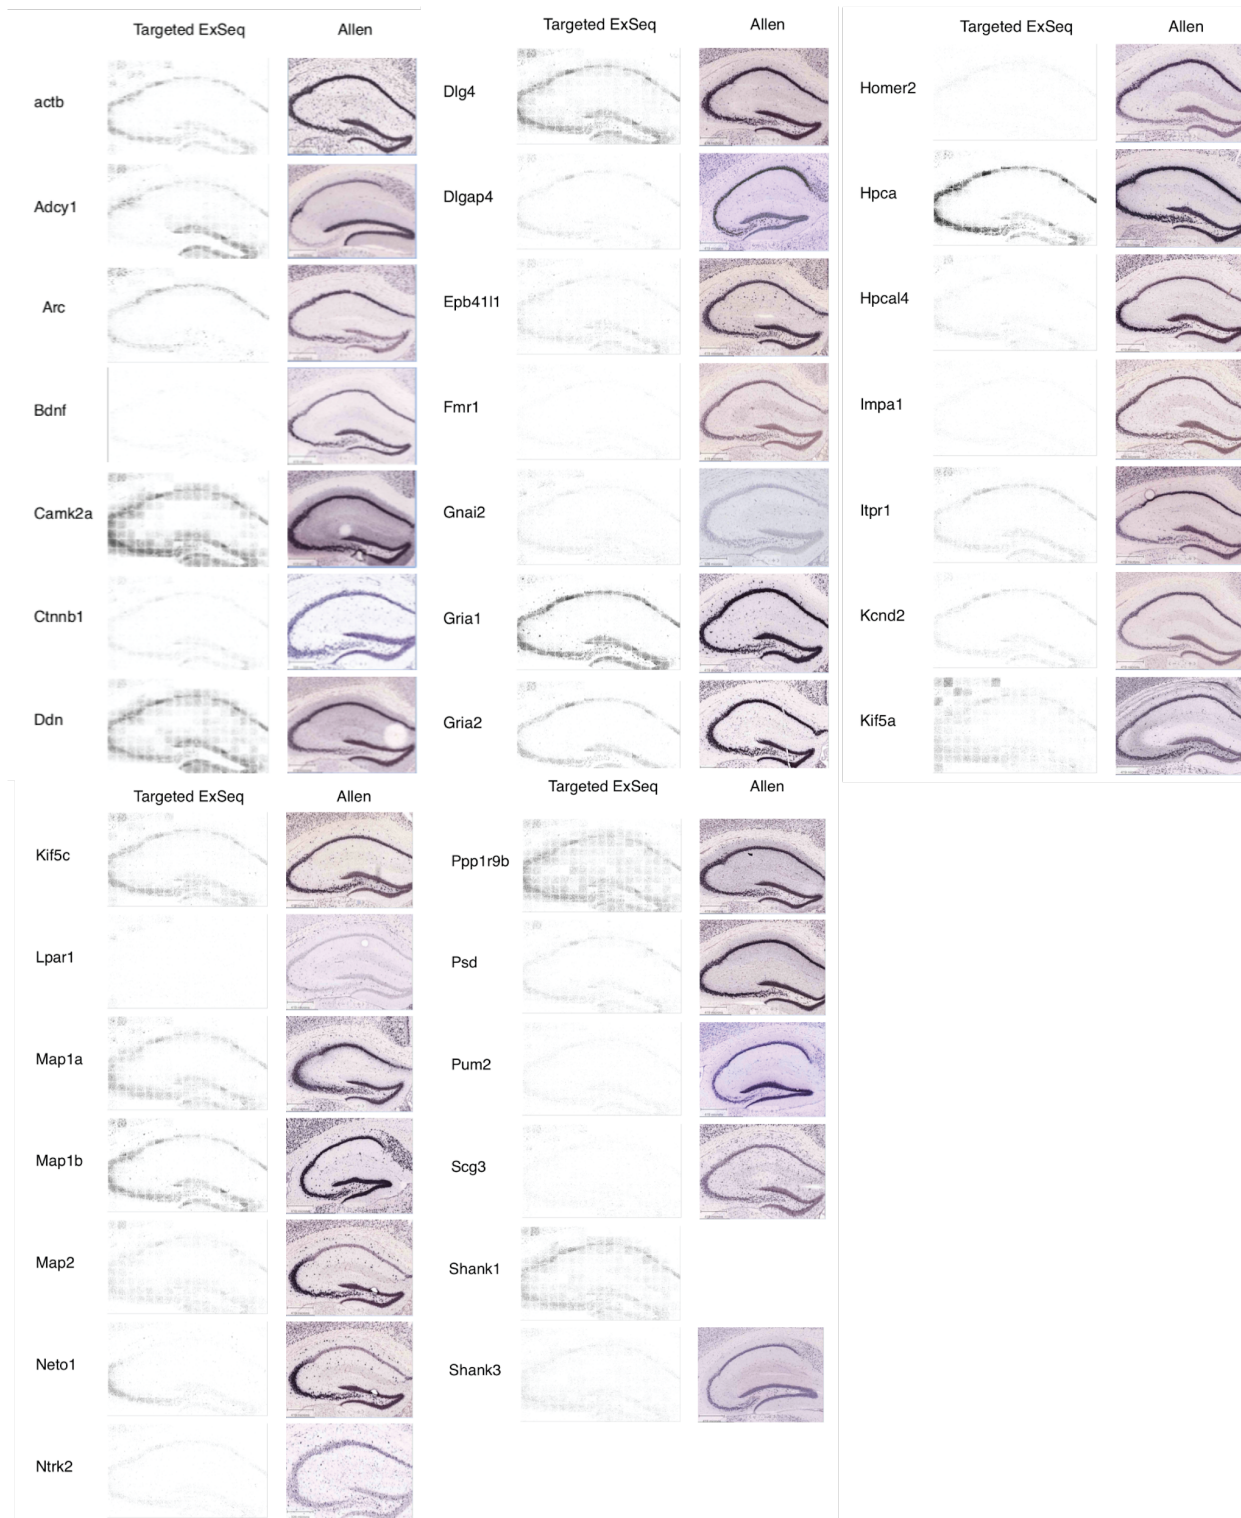 Targeted ExSeq Allen
actb
Adcy1
Arc
Bdnf
Camk2a
Ctnnb1
Ddn
Targeted ExSeq Allen
Dlg4
Dlgap4
Epb41l1
Fmr1
Gnai2
Gria1
Gria2
Targeted ExSeq Allen
Homer2
Hpca
Hpcal4
Impa1
Itpr1
Kcnd2
Kif5a
Targeted ExSeq Allen
Kif5c
Lpar1
Map1a
Map1b
Map2
Neto1
Ntrk2
Targeted ExSeq Allen
Ppp1r9b
Psd
Pum2
Scg3
Shank1
Shank3